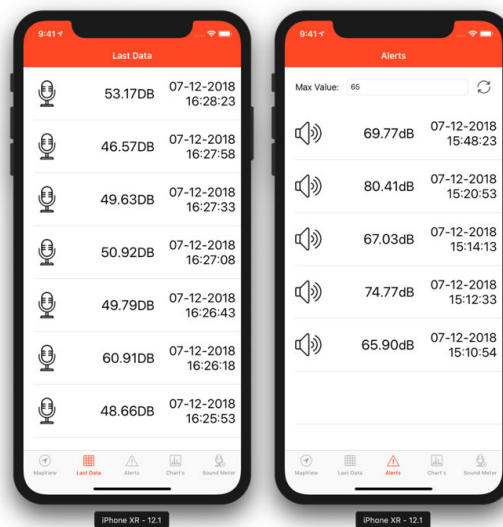 9:41
Last Data
53.17DB
07-12-2018
16:28:23
46.57DB
07-12-2018
16:27:58
49.63DB
07-12-2018
16:27:33
50.92DB
07-12-2018
16:27:08
49.79DB
07-12-2018
16:26:43
60.91DB
07-12-2018
16:26:18
48.66DB
07-12-2018
16:25:53
MapView
Last Data
Alerts
Chart's
Sound Meter
iPhone XR - 12.1
9:41
Alerts
Max Value:
65
69.77dB
07-12-2018
15:48:23
80.41dB
07-12-2018
15:20:53
67.03dB
07-12-2018
15:14:13
74.77dB
07-12-2018
15:12:33
65.90dB
07-12-2018
15:10:54
MapView
Last Data
Alerts
Chart's
Sound Meter
iPhone XR - 12.1